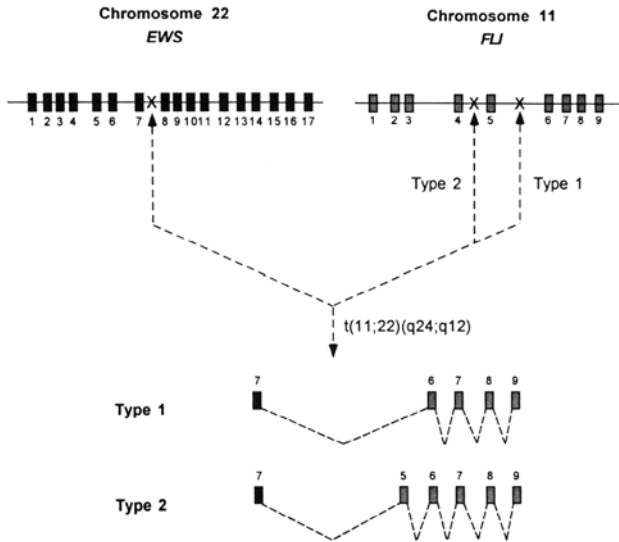 Chromosome 22
EWS
Chromosome 11
FLI
X
X
X
1 2 3 4 5 6 7 8 9 10 11 12 13 14 15 16 17
1 2 3 4 5 6 7 8 9
Type 2
Type 1
t(11;22)(q24;q12)
7 6 7 8 9
Type 1
7 5 6 7 8 9
Type 2